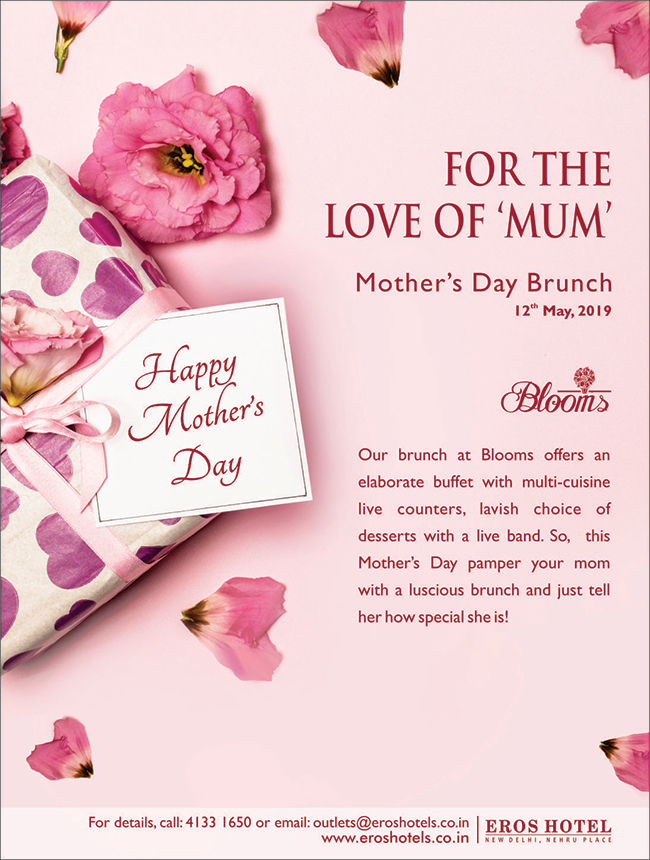 FOR THE
LOVE OF ‘MUM’
Mother’s Day Brunch
12th May, 2019
Happy
Mother’s
Day
Blooms
Our brunch at Blooms offers an
elaborate buffet with multi-cuisine
live counters, lavish choice of
desserts with a live band. So, this
Mother’s Day pamper your mom
with a luscious brunch and just tell
her how special she is!
For details, call: 4133 1650 or email: outlets@eroshotels.co.in
www.eroshotels.co.in
EROS HOTEL
NEW DELHI, NEHRU PLACE